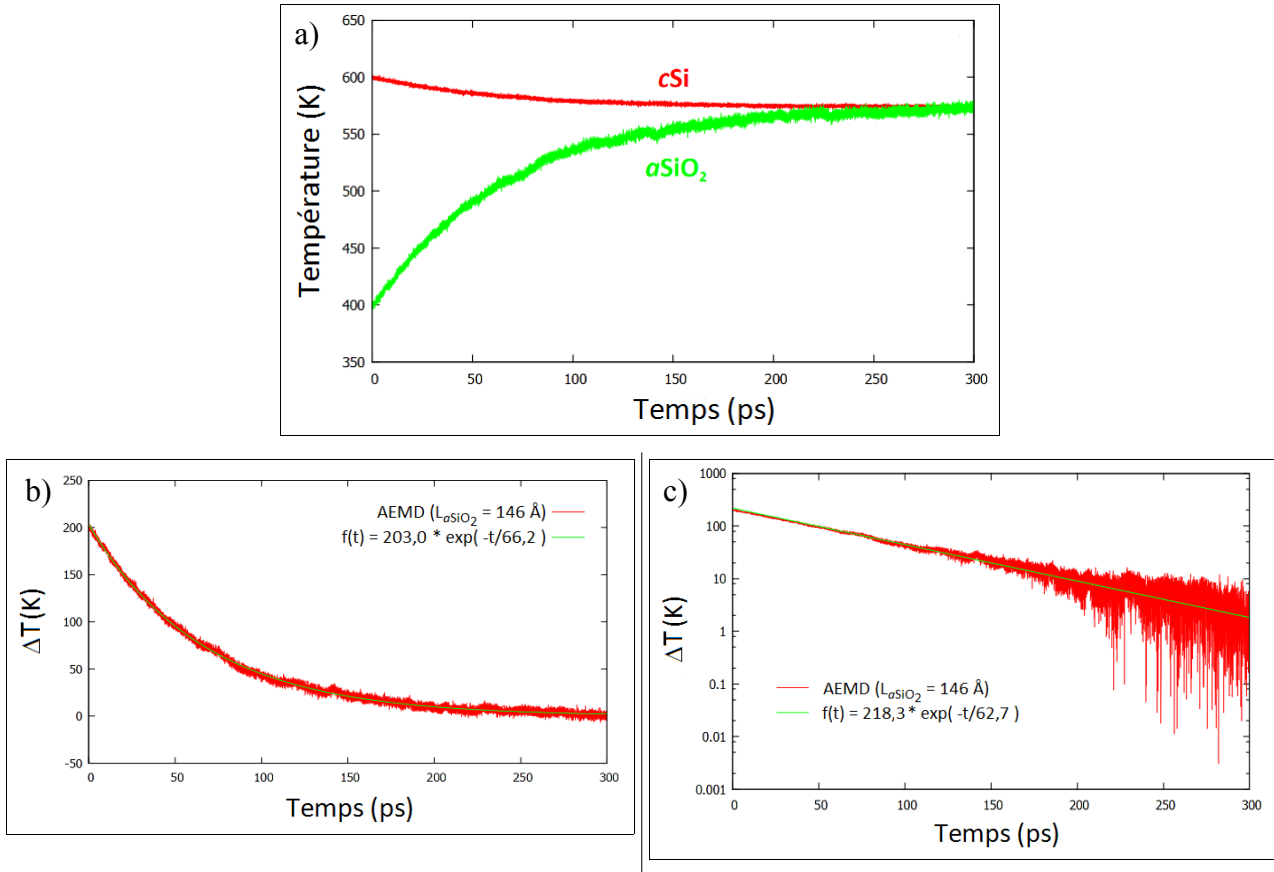 a)
650
600
550
500
450
400
350
Température (K)
cSi
aSiO2
0 50 100 150 200 250 300
Temps (ps)
b)
250
200
150
100
50
0
-50
ΔT(K)
AEMD (LaSiO2 = 146 Å)
f(t) = 203,0 * exp( -t/66,2 )
0 50 100 150 200 250 300
Temps (ps)
c)
1000
100
10
1
0.1
0.01
0.001
ΔT(K)
AEMD (LaSiO2 = 146 Å)
f(t) = 218,3 * exp( -t/62,7 )
0 50 100 150 200 250 300
Temps (ps)